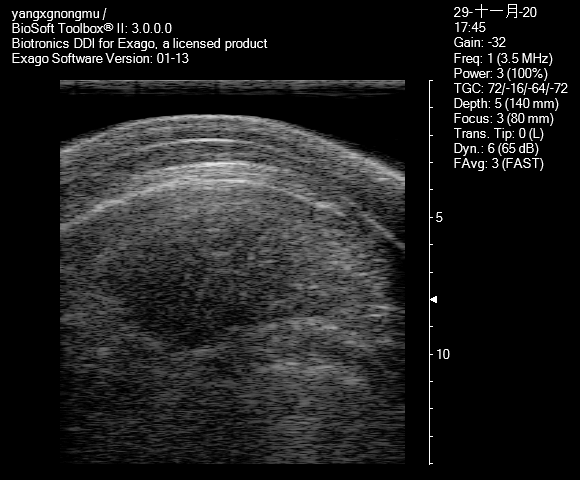 yangxgnongmu /
BioSoft Toolbox® II: 3.0.0.0
Biotronics DDI for Exago, a licensed product
Exago Software Version: 01-13
29-十一月-20
17:45
Gain: -32
Freq: 1 (3.5 MHz)
Power: 3 (100%)
TGC: 72/-16/-64/-72
Depth: 5 (140 mm)
Focus: 3 (80 mm)
Trans. Tip: 0 (L)
Dyn.: 6 (65 dB)
FAvg: 3 (FAST)
5
10